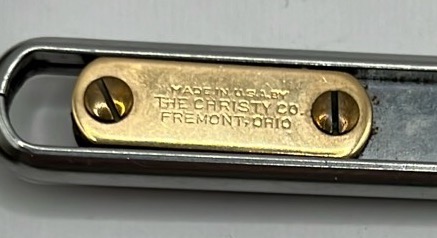 MADE IN U.S.A. BY
THE CHRISTY CO
FREMONT, OHIO